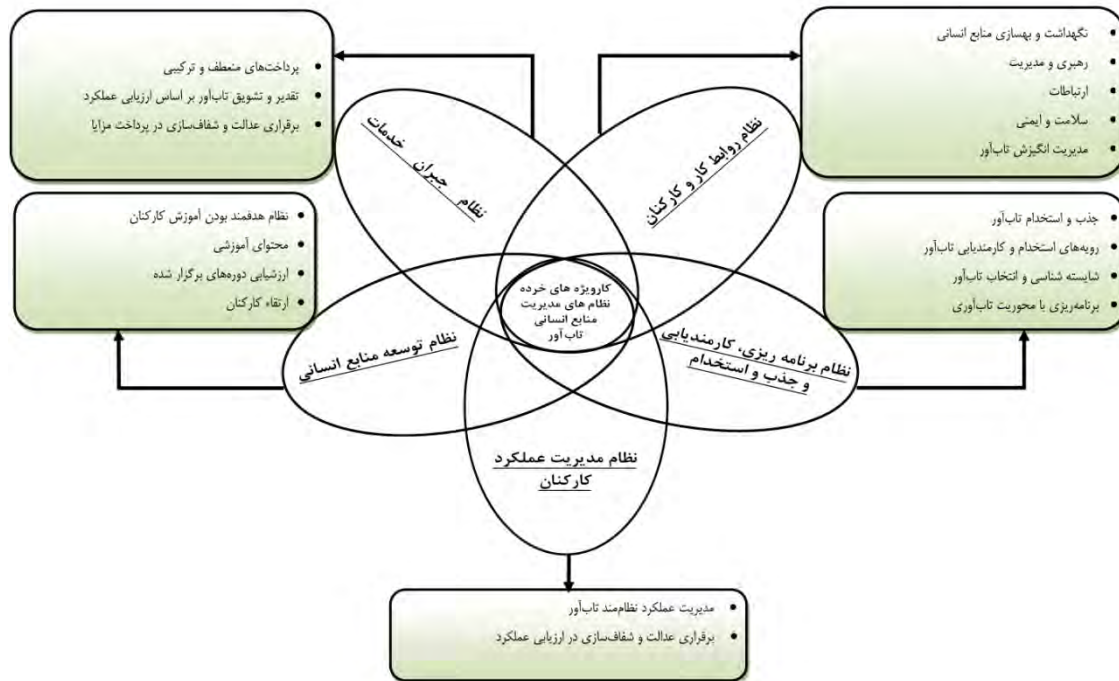 نگهداشت و بهسازی منابع انسانی
رهبری و مدیریت
ارتباطات
سلامت و ایمنی
مدیریت انگیزش تاب‌آور
پرداخت‌های منعطف و ترکیبی
تقدیر و تشویق تاب‌آور بر اساس ارزیابی عملکرد
برقراری عدالت و شفاف‌سازی در پرداخت مزایا
نظام روابط کار و کارکنان
نظام جبران خدمات
جذب و استخدام تاب‌آور
رویه‌های استخدام و کارمندیابی تاب‌آور
شایسته شناسی و انتخاب تاب‌آور
برنامه‌ریزی با محوریت تاب‌آوری
نظام هدفمند بودن آموزش کارکنان
محتوای آموزشی
ارزشیابی دوره‌های برگزار شده
ارتقاء کارکنان
کارویژه های خرده
نظام های مدیریت
منابع انسانی
تاب آور
نظام برنامه ریزی، کارمندیابی
و جذب و استخدام
نظام توسعه منابع انسانی
نظام مدیریت عملکرد
کارکنان
مدیریت عملکرد نظام‌مند تاب‌آور
برقراری عدالت و شفاف‌سازی در ارزیابی عملکرد